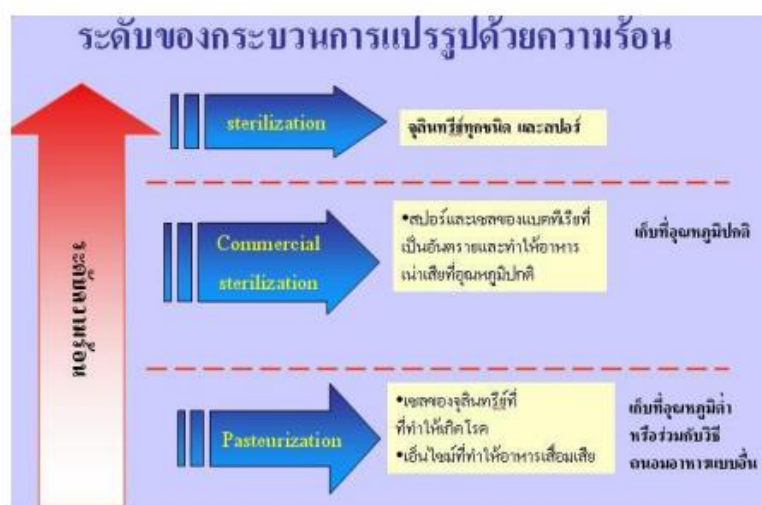 ระดับของกระบวนการแปรรูปด้วยความร้อน
ระดับความร้อน
sterilization
จุลินทรีย์ทุกชนิด และสปอร์
Commercial
sterilization
•สปอร์และเซลของแบคทีเรียที่
เป็นอันตรายและทำให้อาหาร
เน่าเสียที่อุณหภูมิปกติ
เก็บที่อุณหภูมิปกติ
Pasteurization
•เซลของจุลินทรีย์ที่
ที่ทำให้เกิดโรค
•เอ็นไซม์ที่ทำให้อาหารเสื่อมเสีย
เก็บที่อุณหภูมิต่ำ
หรือร่วมกับวิธี
ถนอมอาหารแบบอื่น